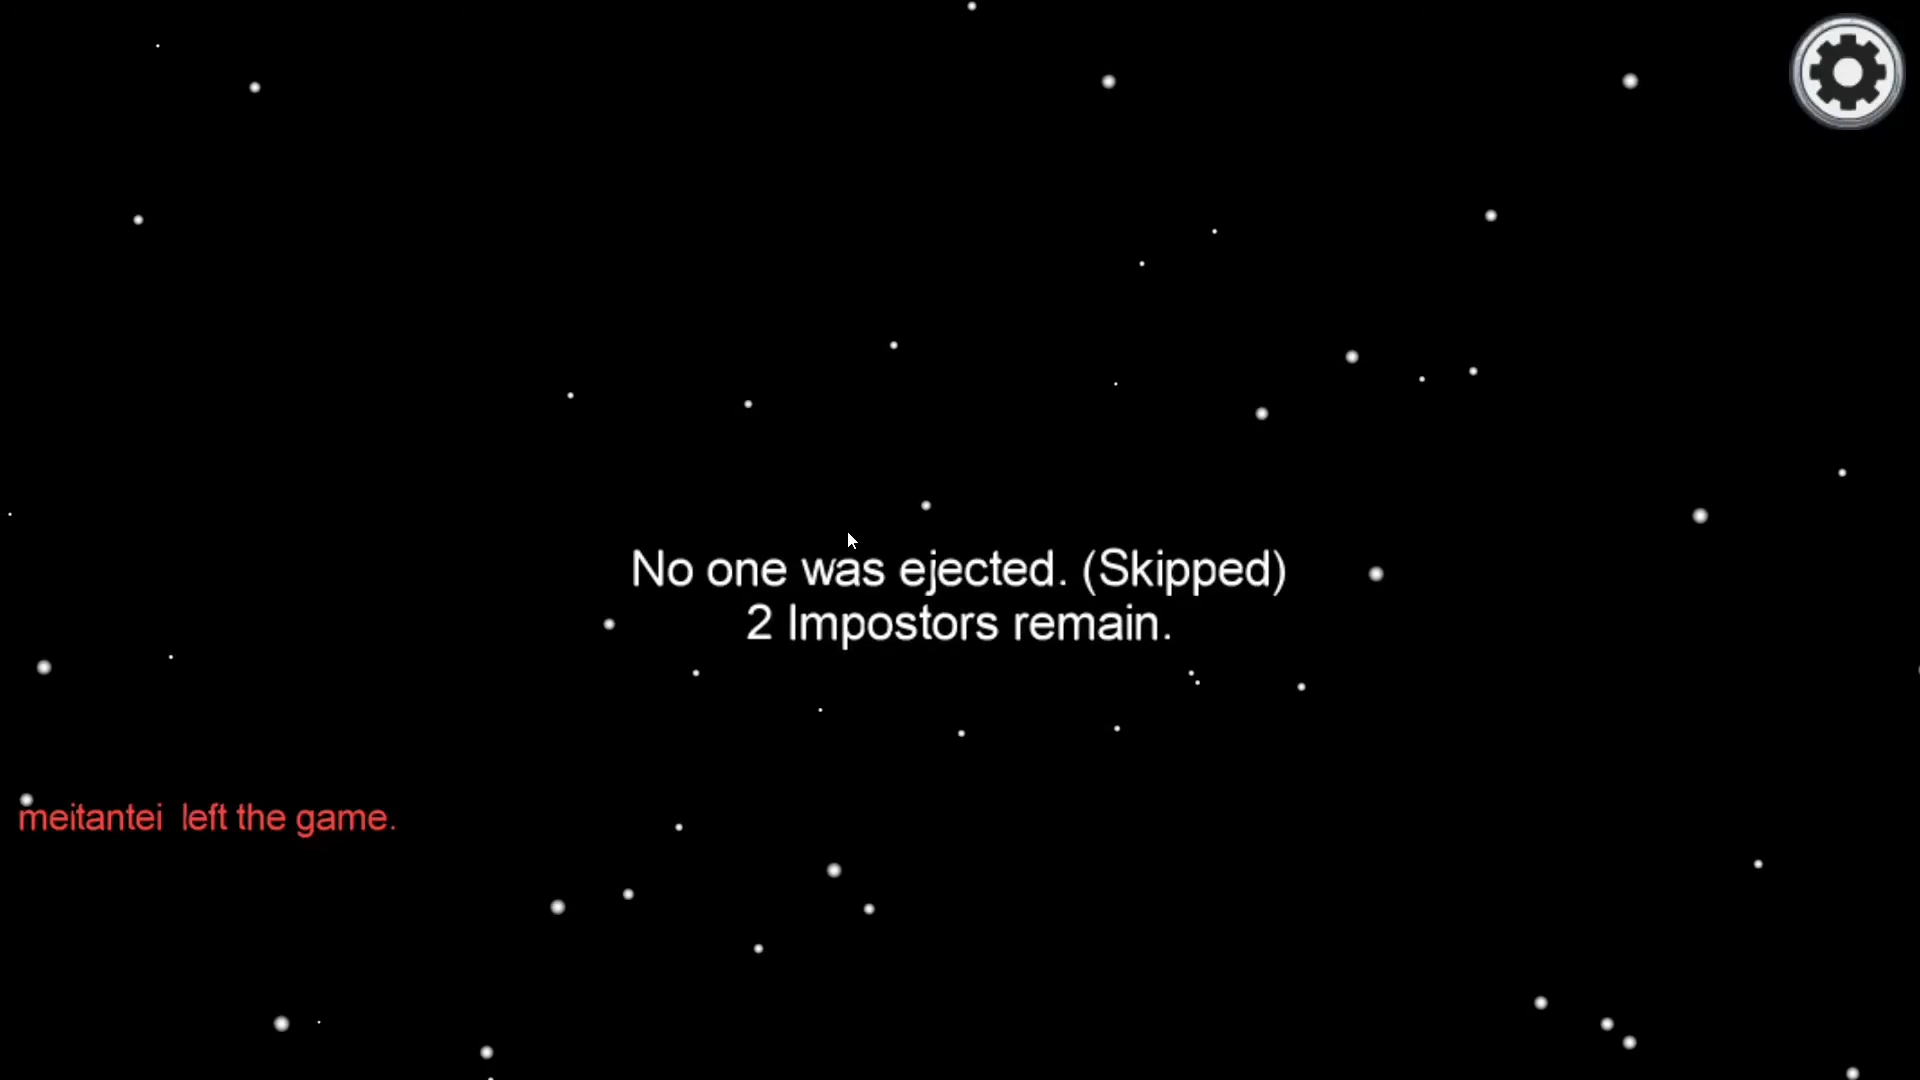 No one was ejected. (Skipped)
2 Impostors remain.
meitantei left the game.